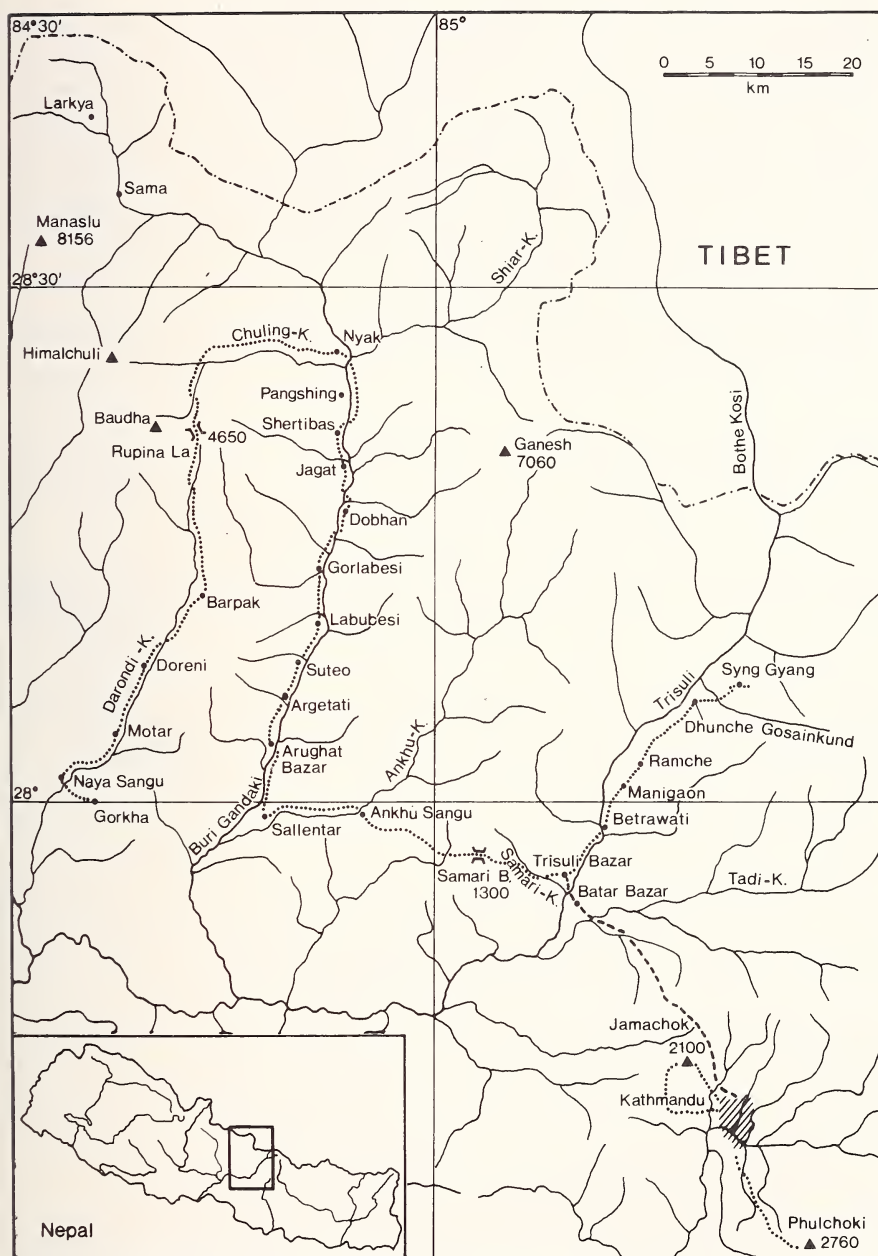 84°30'
85°
0 5 10 15 20
km
Larkya
Sama
Manaslu
8156
Shiar-K.
TIBET
28°30'
Chuling-K.
Nyak
Himalchuli
Pangshing
Bothe Kosi
Baudha
Shertibas
4650
Rupina La
Ganesh
7060
Jagat
Dobhan
Gorlabesi
Barpak
Labubesi
Darondi-K.
Doreni
Suteo
Trisuli
Syng Gyang
Argetati
Dhunche
Gosainkund
Motar
Ankhu-K.
Arughat
Bazar
Ramche
Naya Sangu
Manigaon
28°
Gorkha
Buri Gandaki
Ankhu Sangu
Betrawati
Sallentar
Samari B.
1300
Samari-K.
Trisuli Bazar
Tadi-K.
Batar Bazar
Jamachok
2100
Kathmandu
Nepal
Phulchoki
2760